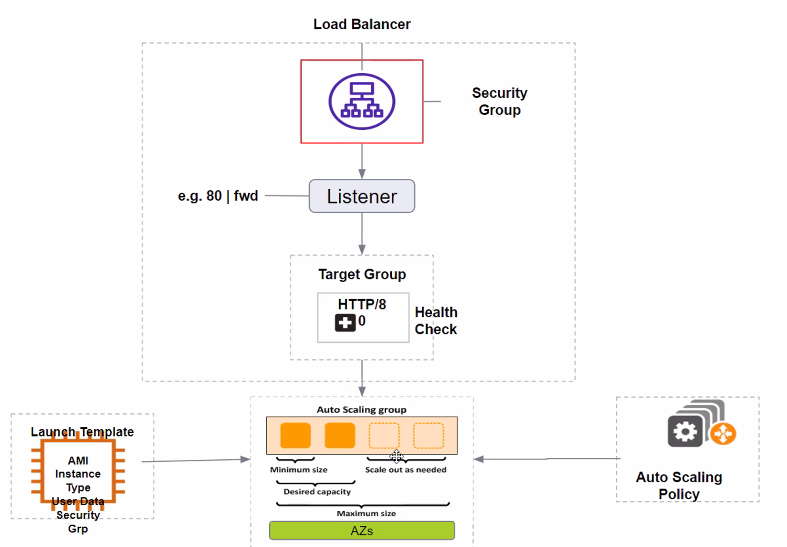 Load Balancer
Security
Group
e.g. 80 | fwd
Listener
Target Group
HTTP/8
0
Health
Check
Launch Template
AMI
Instance
Type
User Data
Security
Grp
Auto Scaling group
Minimum size
Scale out as needed
Desired capacity
Maximum size
AZs
Auto Scaling
Policy